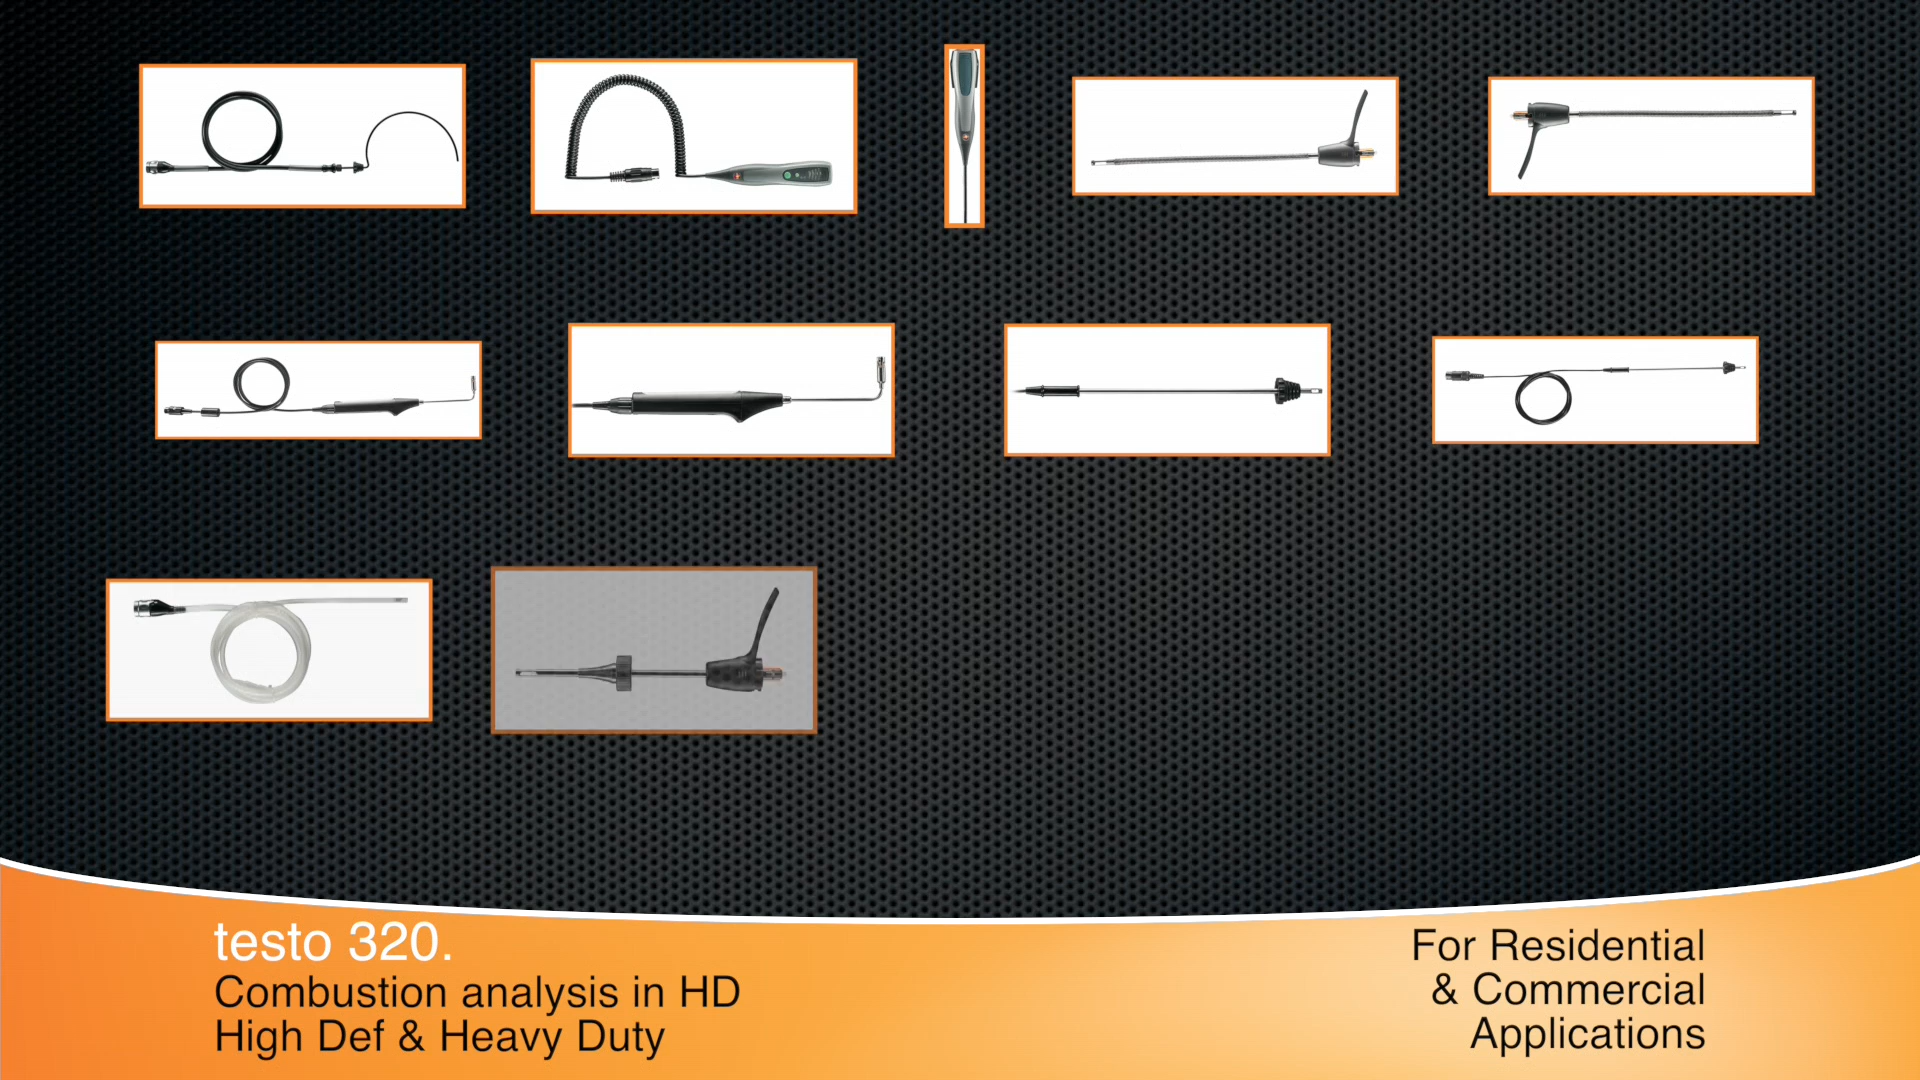 testo 320.
Combustion analysis in HD
High Def & Heavy Duty
For Residential
& Commercial
Applications